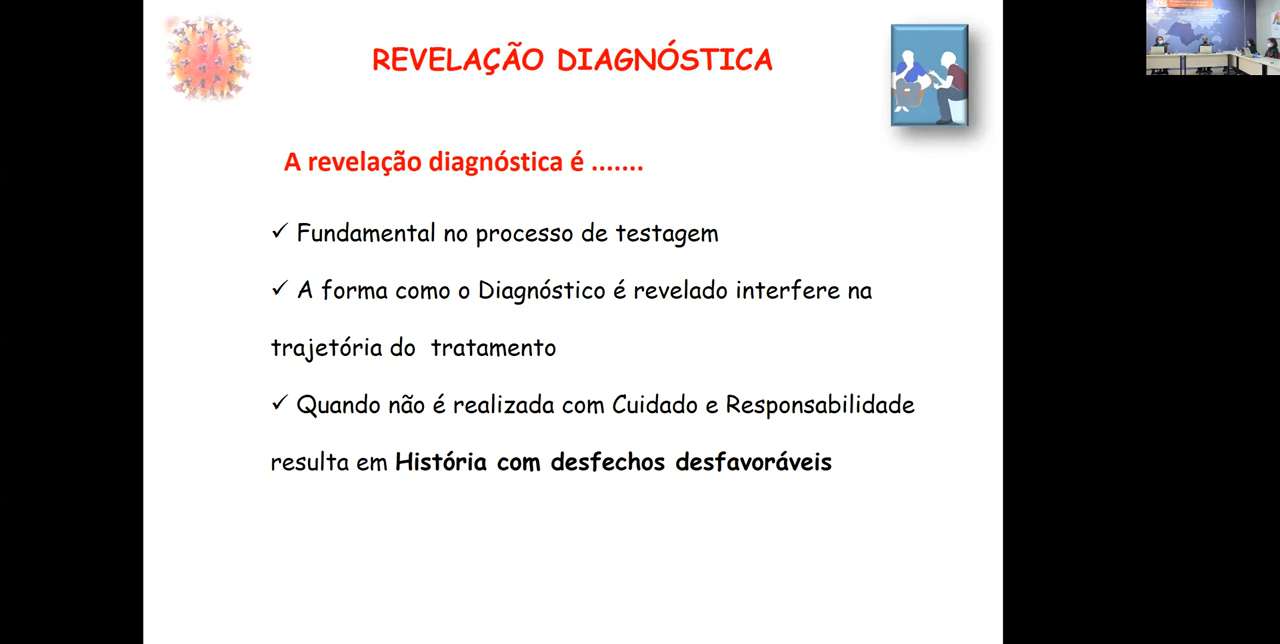 REVELAÇÃO DIAGNÓSTICA
A revelação diagnóstica é .......
✓ Fundamental no processo de testagem
✓ A forma como o Diagnóstico é revelado interfere na
trajetória do tratamento
✓ Quando não é realizada com Cuidado e Responsabilidade
resulta em História com desfechos desfavoráveis